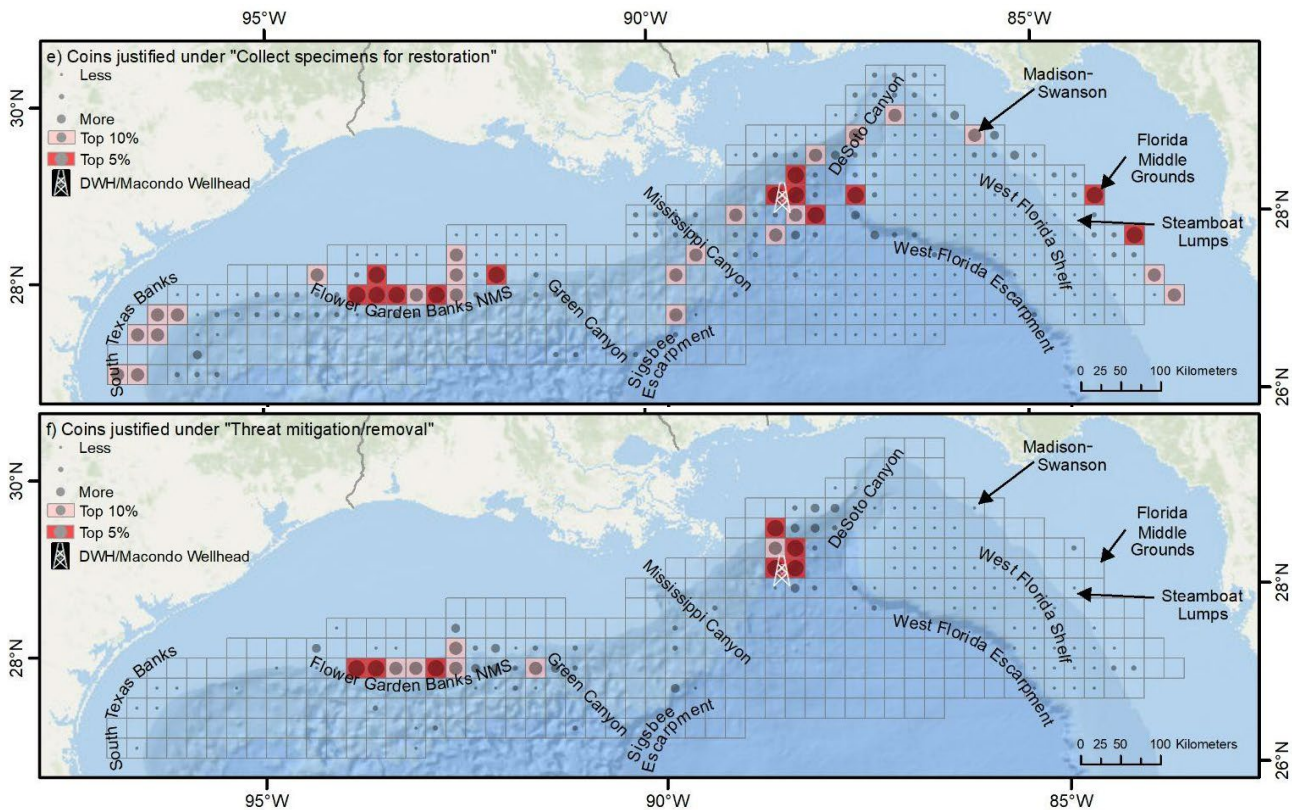 95°W 90°W 85°W
e) Coins justified under "Collect specimens for restoration"
Less
More
Top 10%
Top 5%
DWH/Macondo Wellhead
30°N
28°N
28°N
26°N
Madison-
Swanson
Florida
Middle
Grounds
Steamboat
Lumps
DeSoto Canyon
West Florida
Shelf
West Florida Escarpment
Mississippi Canyon
Green Canyon
Sigsbee
Escarpment
Flower Garden Banks NMS
South Texas Banks
0 25 50 100 Kilometers
f) Coins justified under "Threat mitigation/removal"
Less
More
Top 10%
Top 5%
DWH/Macondo Wellhead
30°N
28°N
28°N
26°N
Madison-
Swanson
Florida
Middle
Grounds
Steamboat
Lumps
DeSoto Canyon
West Florida
Shelf
West Florida Escarpment
Mississippi Canyon
Green Canyon
Sigsbee
Escarpment
Flower Garden Banks NMS
South Texas Banks
0 25 50 100 Kilometers
95°W 90°W 85°W